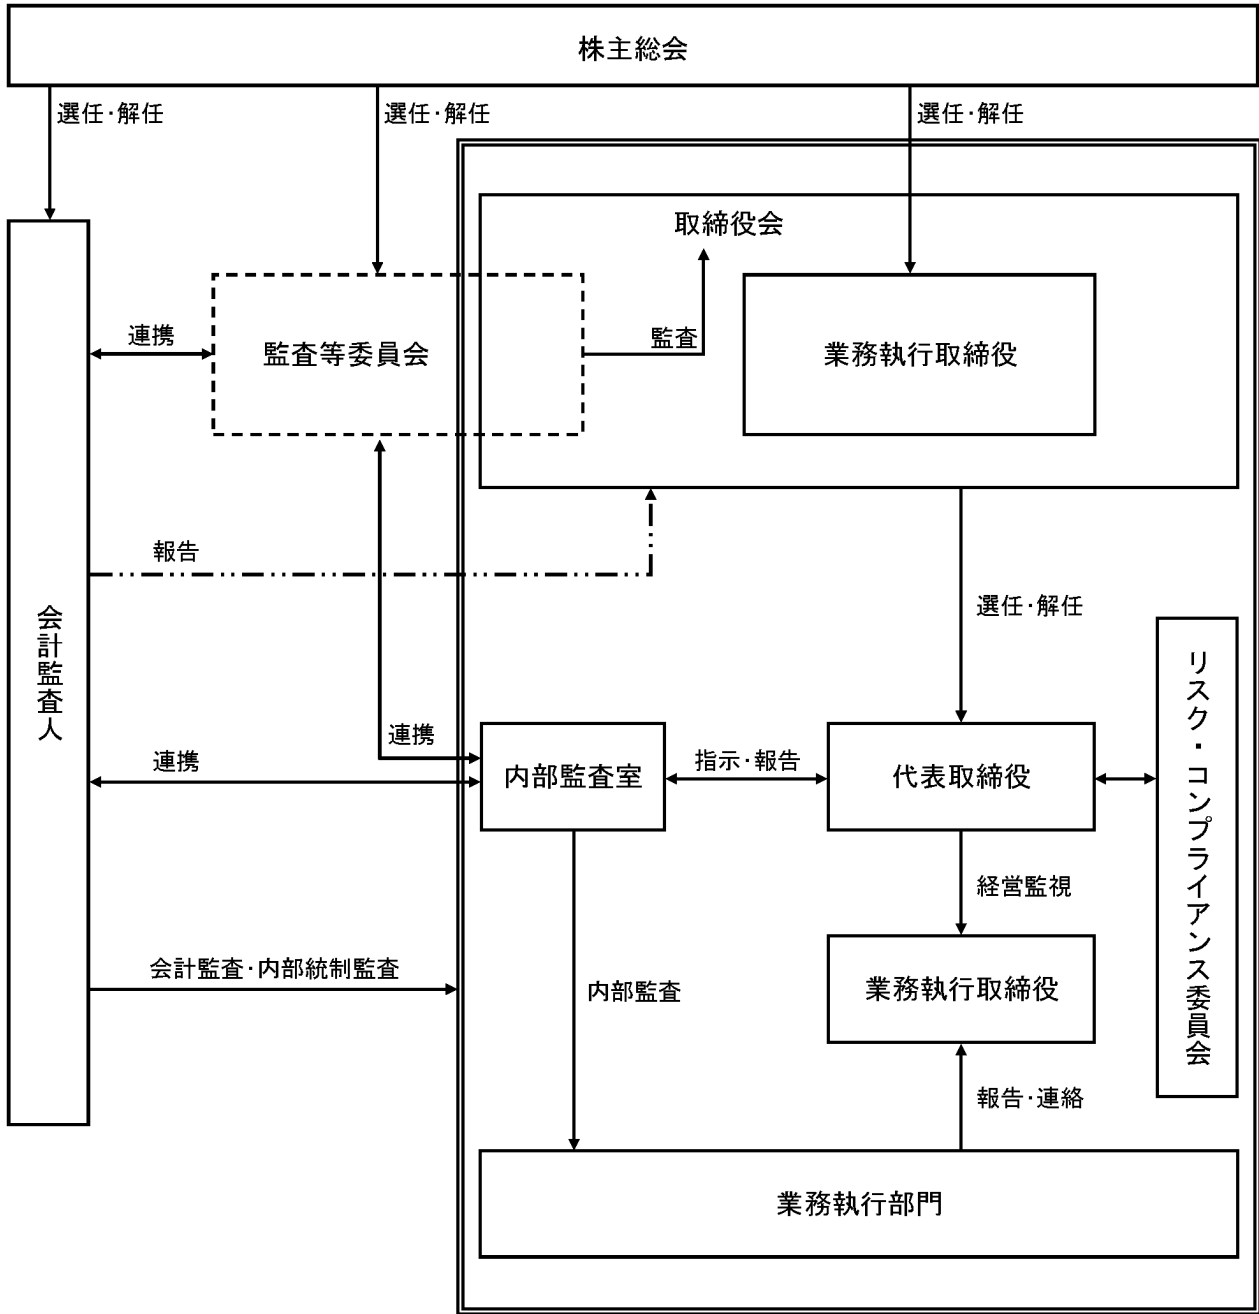 株主総会
選任・解任
選任・解任
選任・解任
取締役会
監査等委員会
業務執行取締役
連携
監査
報告
選任・解任
会計監査人
リスク・コンプライアンス委員会
連携
連携
内部監査室
指示・報告
代表取締役
経営監視
会計監査・内部統制監査
内部監査
業務執行取締役
報告・連絡
業務執行部門